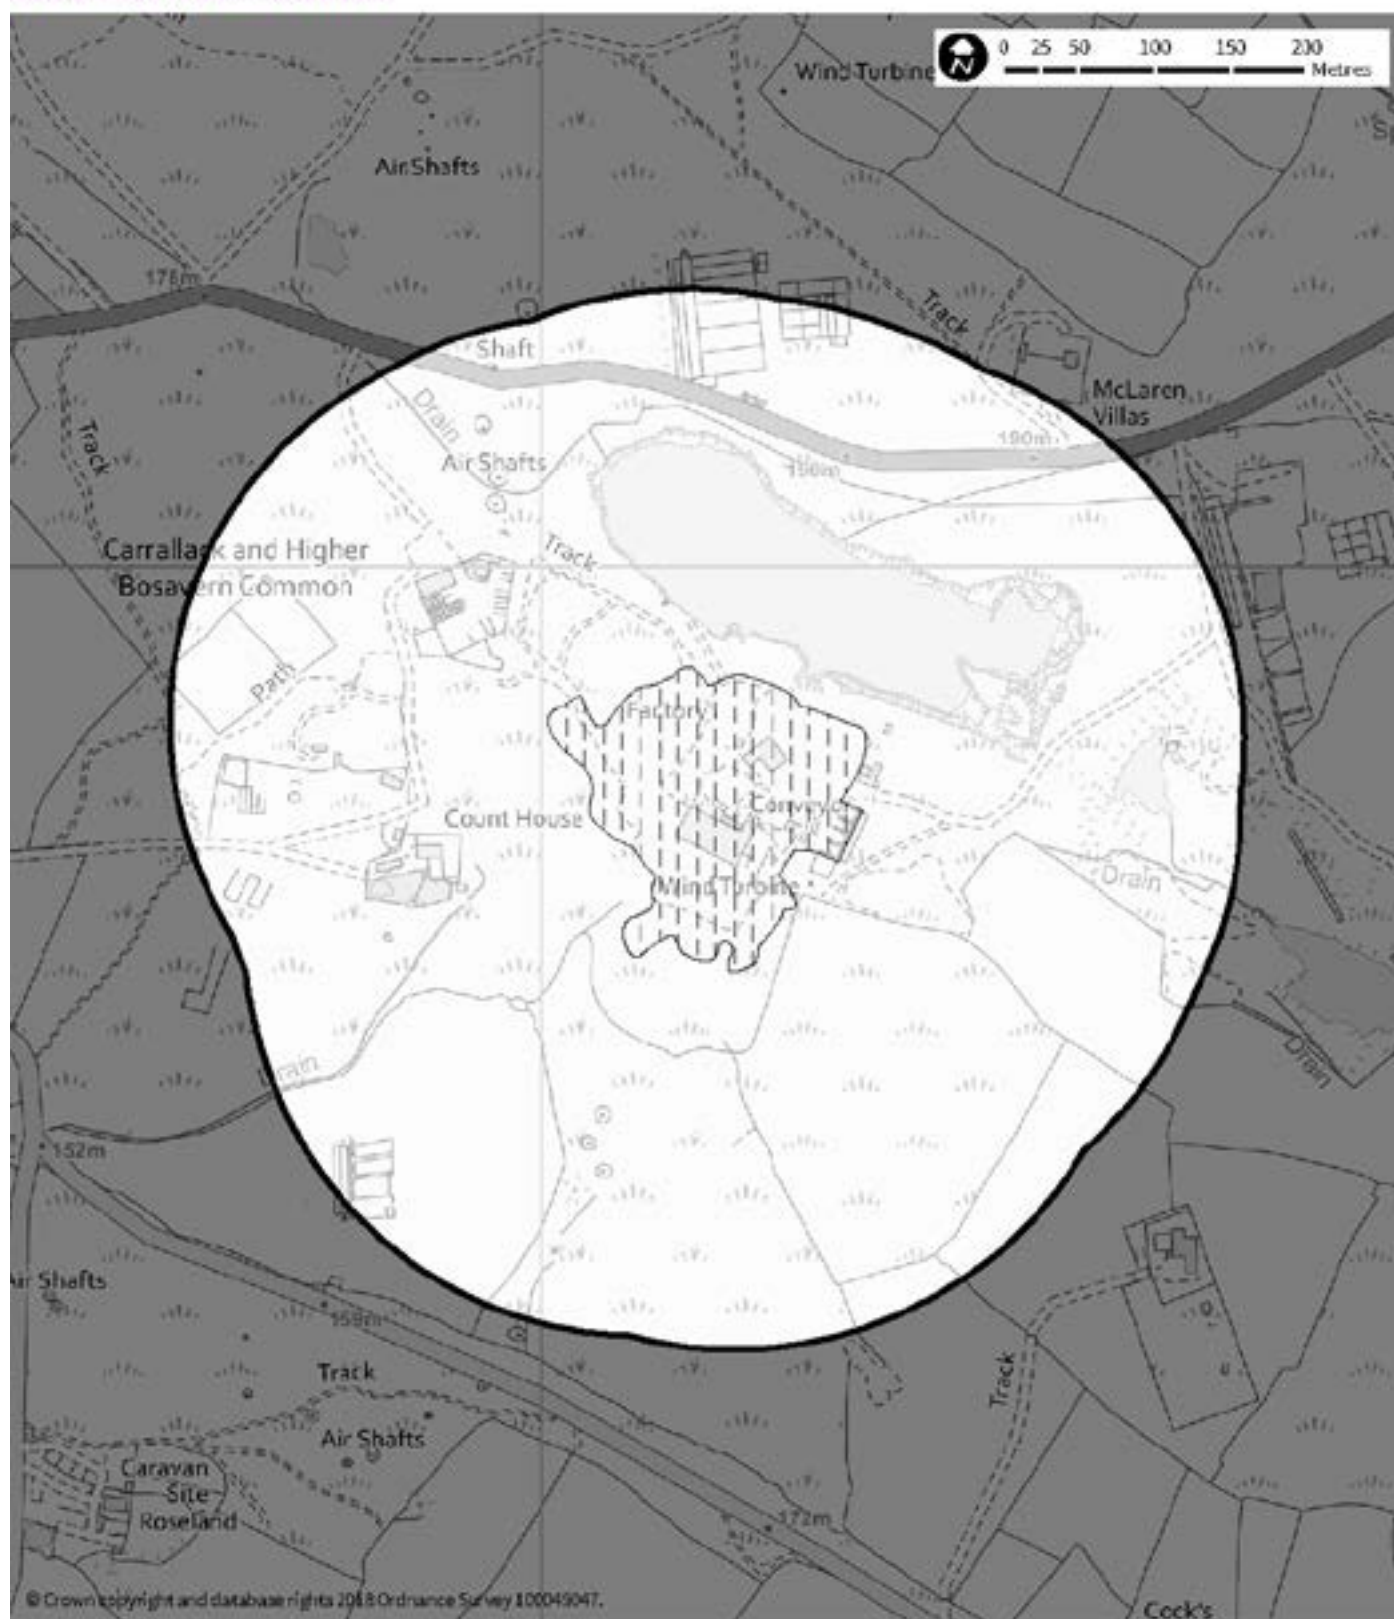 0 25 50 100 150 200
Metres
Wind Turbine
Air Shafts
176m
Track
Shaft
McLaren
Villas
Drain
190m
Track
Air Shafts
190m
Track
Carrallack and Higher
Bosavern Common
Path
Factory
Count House
Wind Turbine
Drain
Drain
Drain
152m
Air Shafts
159m
Track
Track
Air Shafts
Caravan
Site
Roseland
172m
© Crown copyright and database rights 2018 Ordnance Survey 100049047.
Cock's